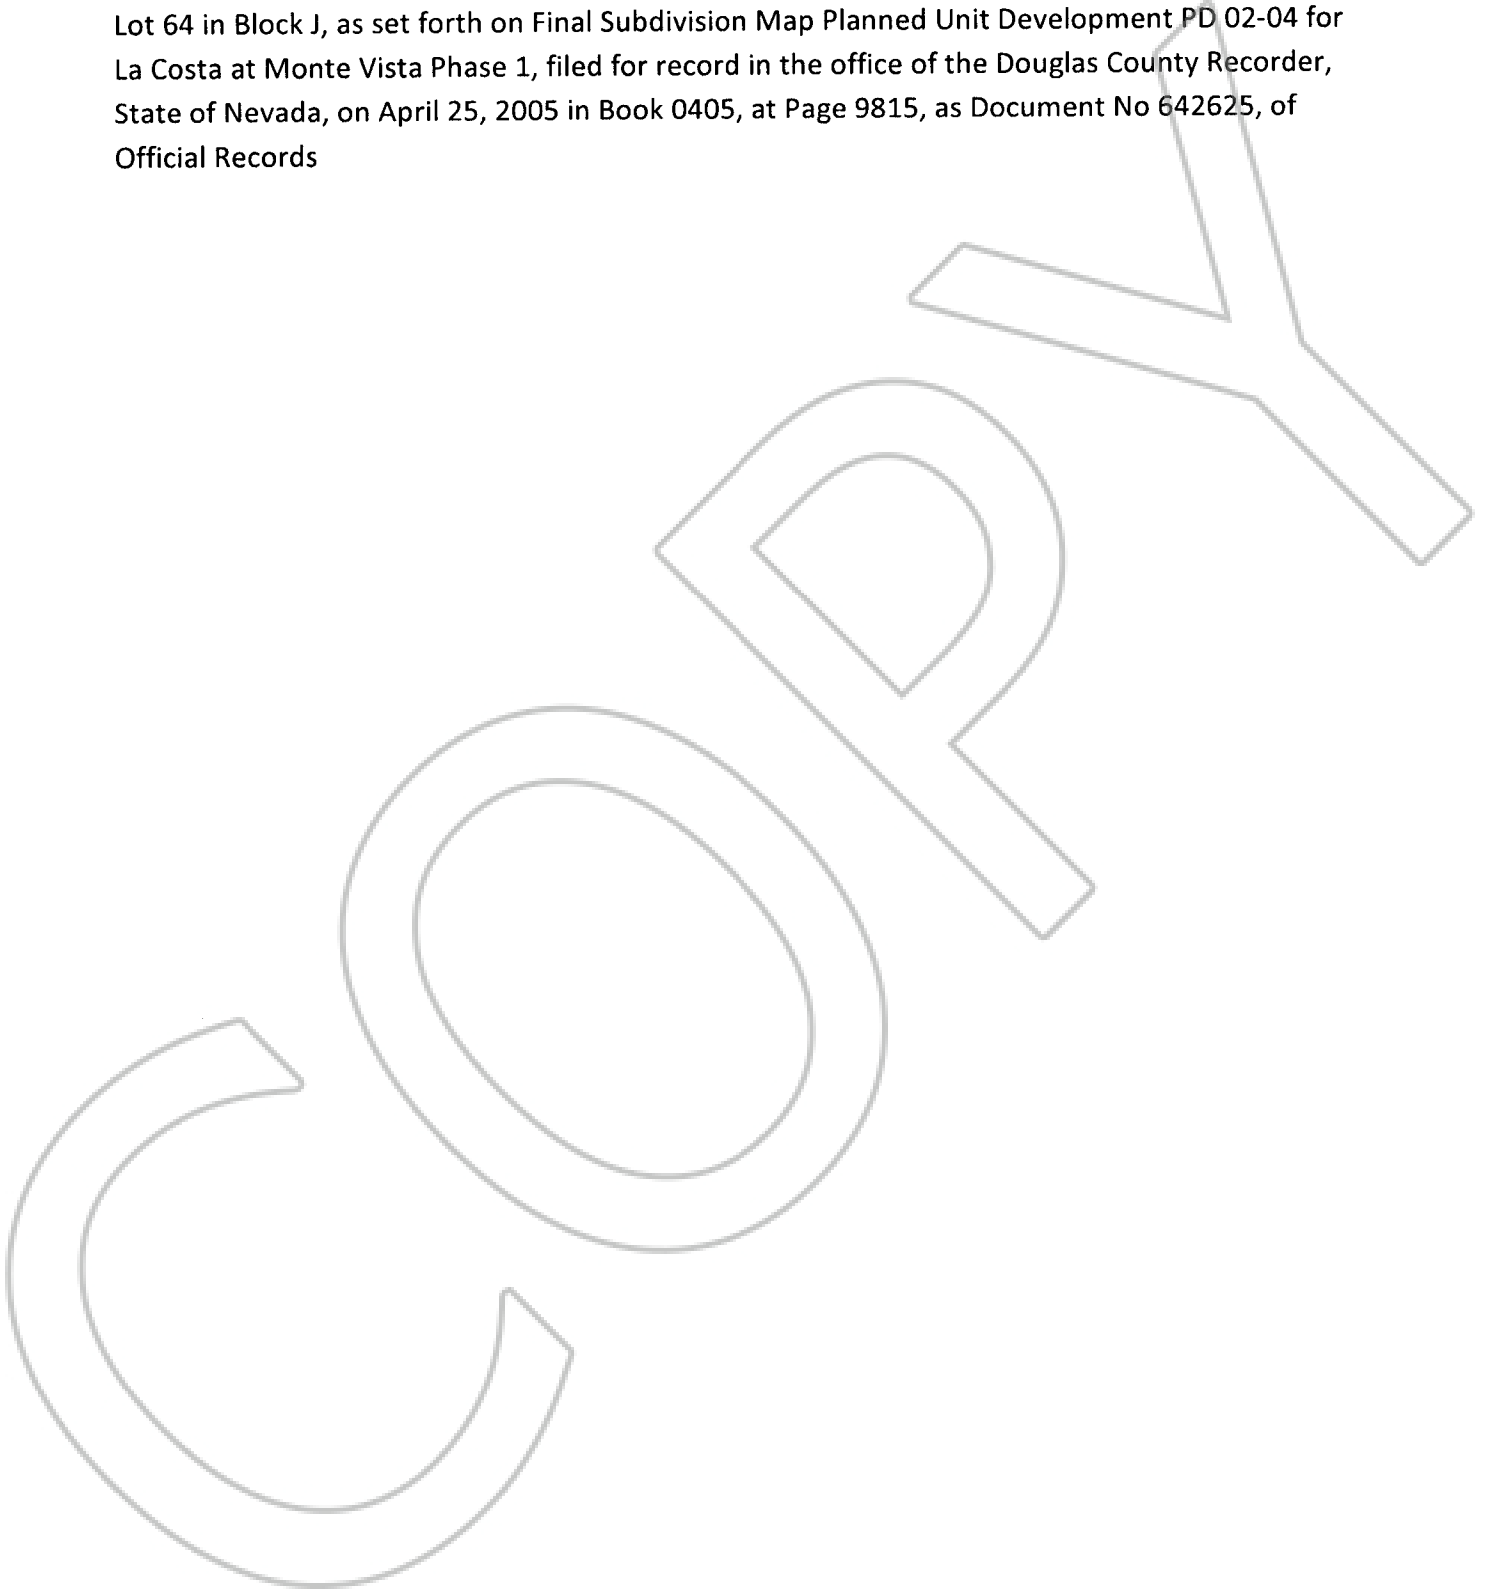 Lot 64 in Block J, as set forth on Final Subdivision Map Planned Unit Development PD 02-04 for
La Costa at Monte Vista Phase 1, filed for record in the office of the Douglas County Recorder,
State of Nevada, on April 25, 2005 in Book 0405, at Page 9815, as Document No 642625, of
Official Records
COPY